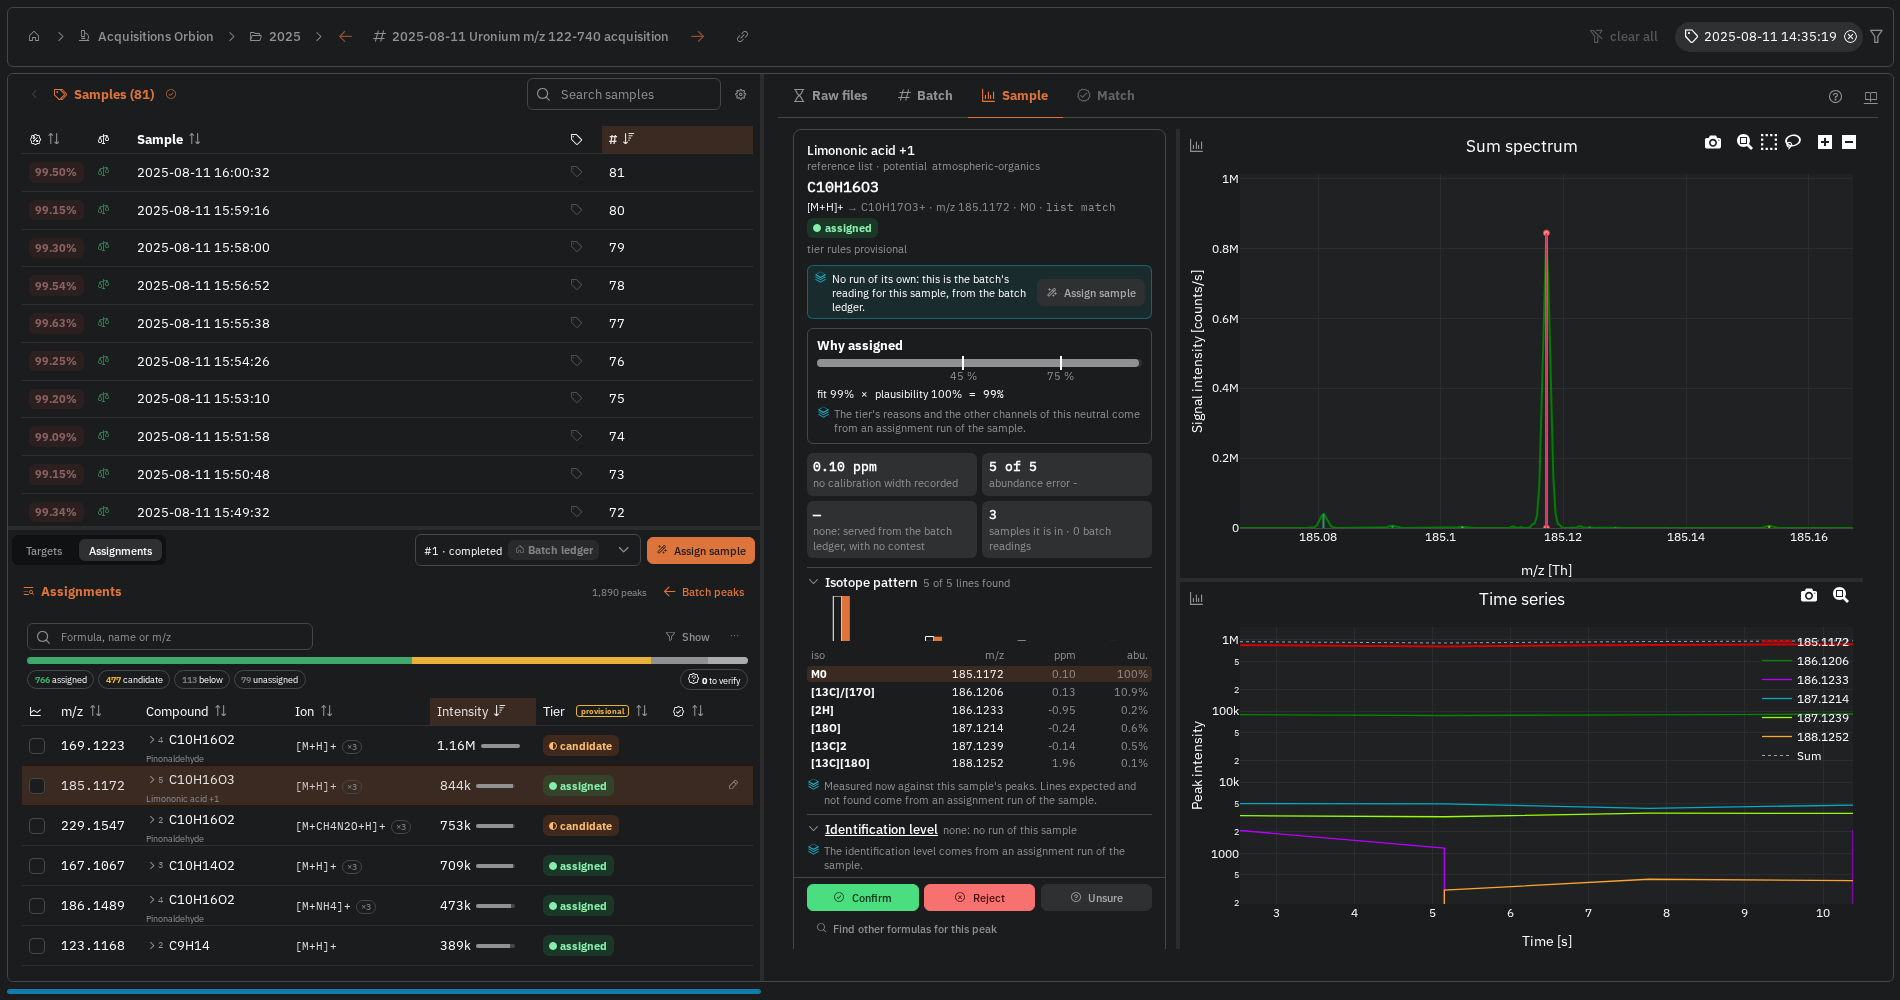 Acquisitions Orbion
2025
# 2025-08-11 Uronium m/z 122-740 acquisition
clear all
2025-08-11 14:35:19
Samples (81)
Search samples
Sample
#
99.50% 2025-08-11 16:00:32 81
99.15% 2025-08-11 15:59:16 80
99.30% 2025-08-11 15:58:00 79
99.54% 2025-08-11 15:56:52 78
99.63% 2025-08-11 15:55:38 77
99.25% 2025-08-11 15:54:26 76
99.20% 2025-08-11 15:53:10 75
99.09% 2025-08-11 15:51:58 74
99.15% 2025-08-11 15:50:48 73
99.34% 2025-08-11 15:49:32 72
Targets
Assignments
#1 · completed
Batch ledger
Assign sample
Assignments
1,890 peaks
Batch peaks
Formula, name or m/z
Show
766 assigned
477 candidate
113 below
79 unassigned
0 to verify
m/z Compound Ion Intensity Tier provisional
169.1223 4 C10H16O2 [M+H]+ ×3 1.16M candidate
Pinonaldehyde
185.1172 5 C10H16O3 [M+H]+ ×3 844k assigned
Limononic acid +1
229.1547 2 C10H16O2 [M+CH4N2O+H]+ ×3 753k candidate
Pinonaldehyde
167.1067 3 C10H14O2 [M+H]+ ×3 709k assigned
186.1489 4 C10H16O2 [M+NH4]+ ×3 473k assigned
Pinonaldehyde
123.1168 2 C9H14 [M+H]+ 389k assigned
Raw files
# Batch
Sample
Match
Limononic acid +1
reference list · potential atmospheric-organics
C10H16O3
[M+H]+ → C10H17O3+ · m/z 185.1172 · M0 · list match
assigned
tier rules provisional
No run of its own: this is the batch's
reading for this sample, from the batch
ledger.
Assign sample
Why assigned
45 % 75 %
fit 99% × plausibility 100% = 99%
The tier's reasons and the other channels of this neutral come
from an assignment run of the sample.
0.10 ppm
no calibration width recorded
5 of 5
abundance error -
—
none: served from the batch
ledger, with no contest
3
samples it is in · 0 batch
readings
Isotope pattern 5 of 5 lines found
iso m/z ppm abu.
M0 185.1172 0.10 100%
[13C]/[17O] 186.1206 0.13 10.9%
[2H] 186.1233 -0.95 0.2%
[18O] 187.1214 -0.24 0.6%
[13C]2 187.1239 -0.14 0.5%
[13C][18O] 188.1252 1.96 0.1%
Measured now against this sample's peaks. Lines expected and
not found come from an assignment run of the sample.
Identification level none: no run of this sample
The identification level comes from an assignment run of the
sample.
Confirm
Reject
Unsure
Find other formulas for this peak
Sum spectrum
Signal intensity [counts/s]
1M
0.8M
0.6M
0.4M
0.2M
0
185.08 185.1 185.12 185.14 185.16
m/z [Th]
Time series
Peak intensity
1M
5
2
100k
5
2
10k
5
2
1000
5
2
185.1172
186.1206
186.1233
187.1214
187.1239
188.1252
Sum
3 4 5 6 7 8 9 10
Time [s]